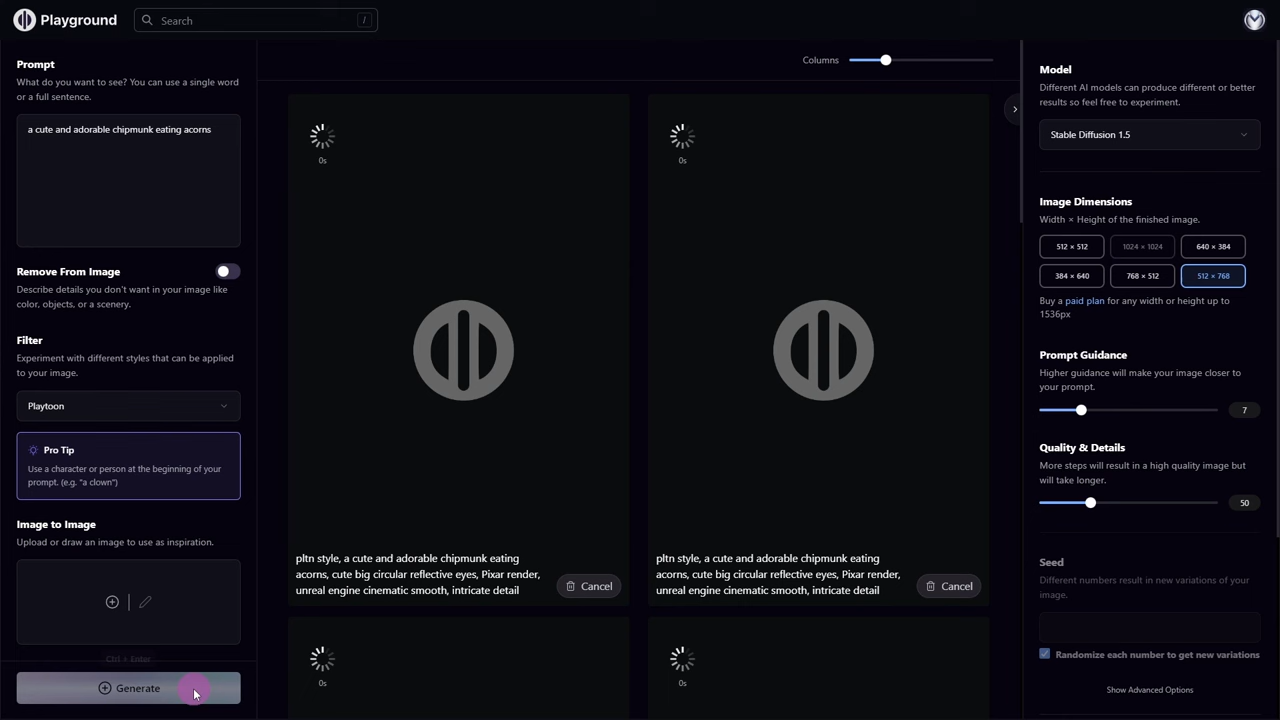 Playground
Search /
Prompt
What do you want to see? You can use a single word
or a full sentence.
a cute and adorable chipmunk eating acorns
Remove From Image
Describe details you don't want in your image like
color, objects, or a scenery.
Filter
Experiment with different styles that can be applied
to your image.
Playtoon
Pro Tip
Use a character or person at the beginning of your
prompt. (e.g. "a clown")
Image to Image
Upload or draw an image to use as inspiration.
Ctrl + Enter
Generate
Columns
0s
0s
pltn style, a cute and adorable chipmunk eating
acorns, cute big circular reflective eyes, Pixar render,
unreal engine cinematic smooth, intricate detail
Cancel
pltn style, a cute and adorable chipmunk eating
acorns, cute big circular reflective eyes, Pixar render,
unreal engine cinematic smooth, intricate detail
Cancel
0s
0s
Model
Different AI models can produce different or better
results so feel free to experiment.
Stable Diffusion 1.5
Image Dimensions
Width × Height of the finished image.
512 × 512 1024 × 1024 640 × 384
384 × 640 768 × 512 512 × 768
Buy a paid plan for any width or height up to
1536px
Prompt Guidance
Higher guidance will make your image closer to
your prompt.
7
Quality & Details
More steps will result in a high quality image but
will take longer.
50
Seed
Different numbers result in new variations of your
image.
Randomize each number to get new variations
Show Advanced Options